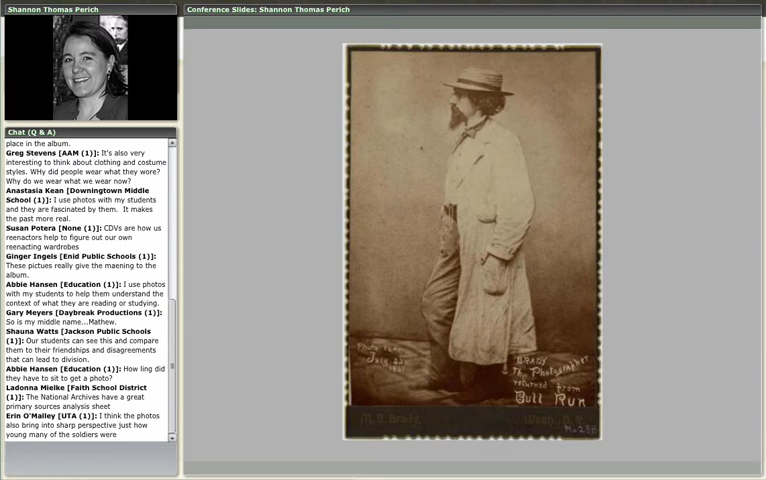 Shannon Thomas Perich
Conference Slides: Shannon Thomas Perich
Chat (Q & A)
place in the album.
Greg Stevens [AAM (1)]: It's also very
interesting to think about clothing and costume
styles. WHy did people wear what they wore?
Why do we wear what we wear now?
Anastasia Kean [Downingtown Middle
School (1)]: I use photos with my students
and they are fascinated by them. It makes
the past more real.
Susan Potera [None (1)]: CDVs are how us
reenactors help to figure out our own
reenacting wardrobes
Ginger Ingels [Enid Public Schools (1)]:
These pictues really give the maening to the
album.
Abbie Hansen [Education (1)]: I use photos
with my students to help them understand the
context of what they are reading or studying.
Gary Meyers [Daybreak Productions (1)]:
So is my middle name...Mathew.
Shauna Watts [Jackson Public Schools
(1)]: Our students can see this and compare
them to their friendships and disagreements
that can lead to division.
Abbie Hansen [Education (1)]: How ling did
they have to sit to get a photo?
Ladonna Mielke [Faith School District
(1)]: The National Archives have a great
primary sources analysis sheet
Erin O'Malley [UTA (1)]: I think the photos
also bring into sharp perspective just how
young many of the soldiers were
Photo
July 22
BRADY
The Photographer
returned from
Bull Run
M. B. Brady. Wash. D. C.